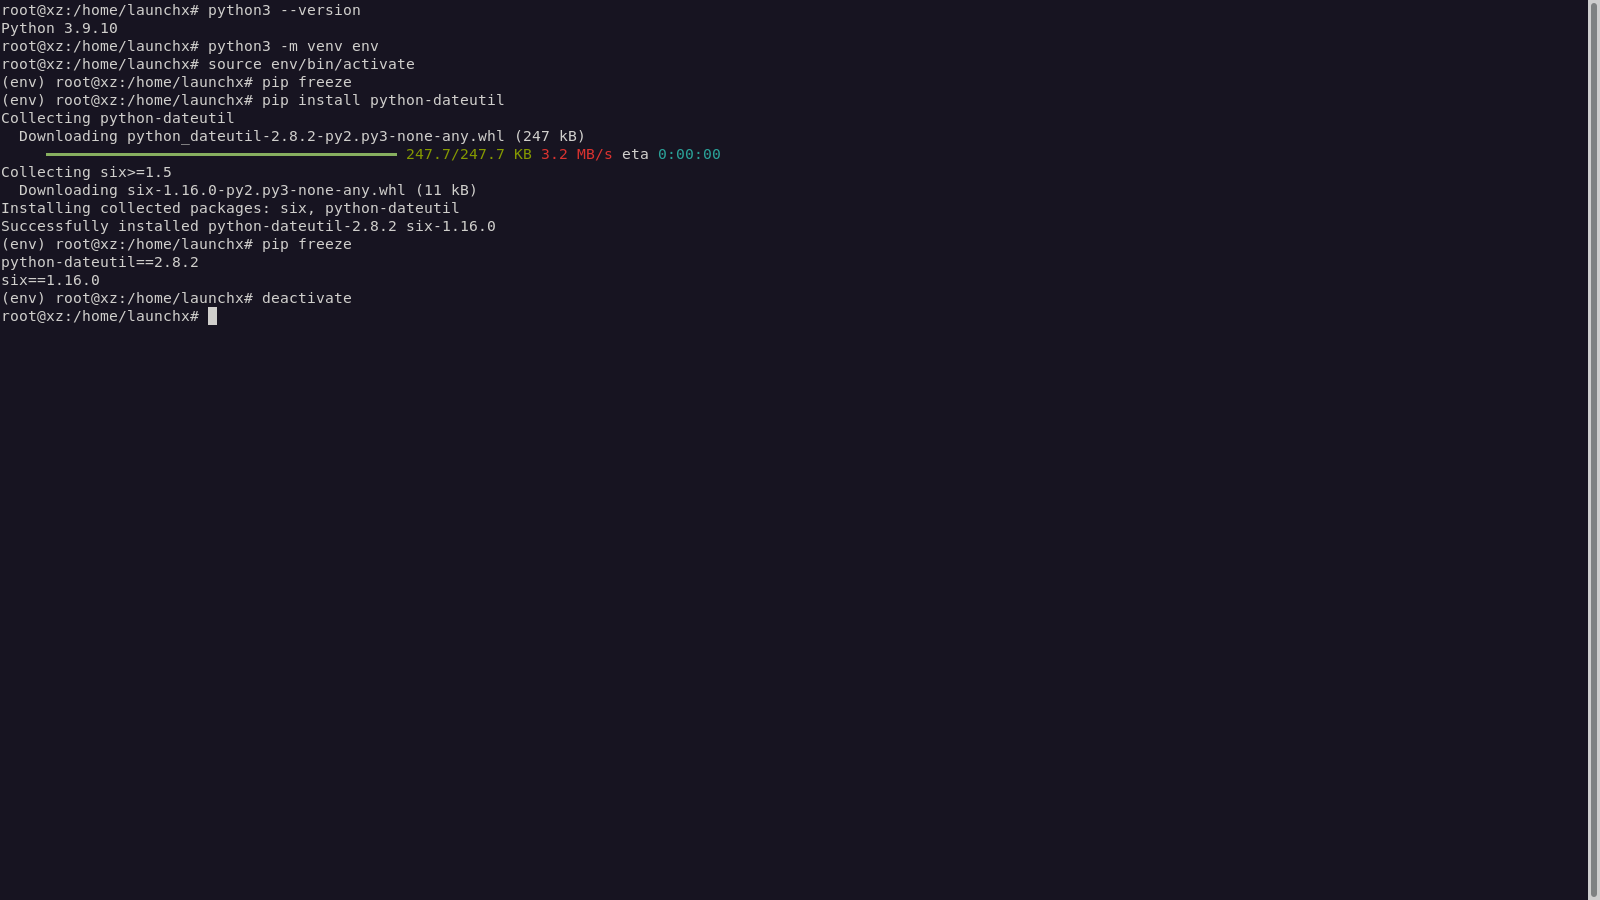 root@xz:/home/launchx# python3 --version
Python 3.9.10
root@xz:/home/launchx# python3 -m venv env
root@xz:/home/launchx# source env/bin/activate
(env) root@xz:/home/launchx# pip freeze
(env) root@xz:/home/launchx# pip install python-dateutil
Collecting python-dateutil
  Downloading python_dateutil-2.8.2-py2.py3-none-any.whl (247 kB)
     247.7/247.7 KB 3.2 MB/s eta 0:00:00
Collecting six>=1.5
  Downloading six-1.16.0-py2.py3-none-any.whl (11 kB)
Installing collected packages: six, python-dateutil
Successfully installed python-dateutil-2.8.2 six-1.16.0
(env) root@xz:/home/launchx# pip freeze
python-dateutil==2.8.2
six==1.16.0
(env) root@xz:/home/launchx# deactivate
root@xz:/home/launchx#